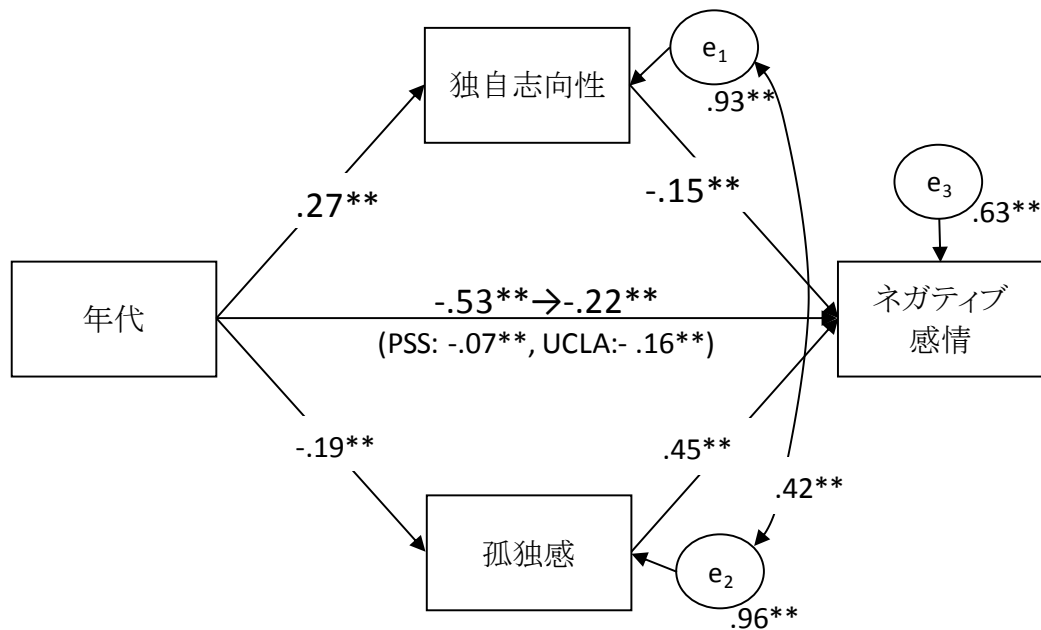 独自志向性
e1
.93**
.27**
-.15**
e3
.63**
年代
-.53**→-.22**
(PSS: -.07**, UCLA:- .16**)
ネガティブ
感情
-.19**
.45**
.42**
孤独感
e2
.96**